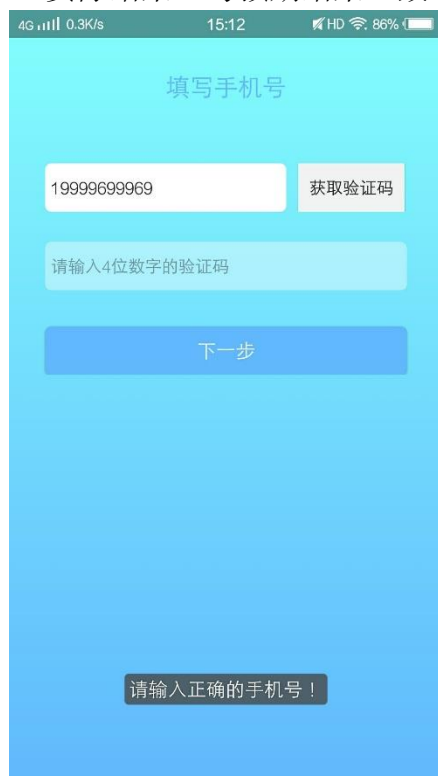 4G 0.3K/s 15:12 HD 86%
填写手机号
19999699969 获取验证码
请输入4位数字的验证码
下一步
请输入正确的手机号！